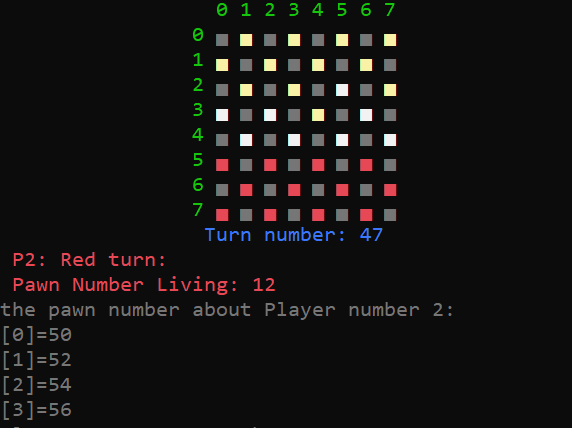 0 1 2 3 4 5 6 7
0
1
2
3
4
5
6
7
Turn number: 47
P2: Red turn:
Pawn Number Living: 12
the pawn number about Player number 2:
[0]=50
[1]=52
[2]=54
[3]=56